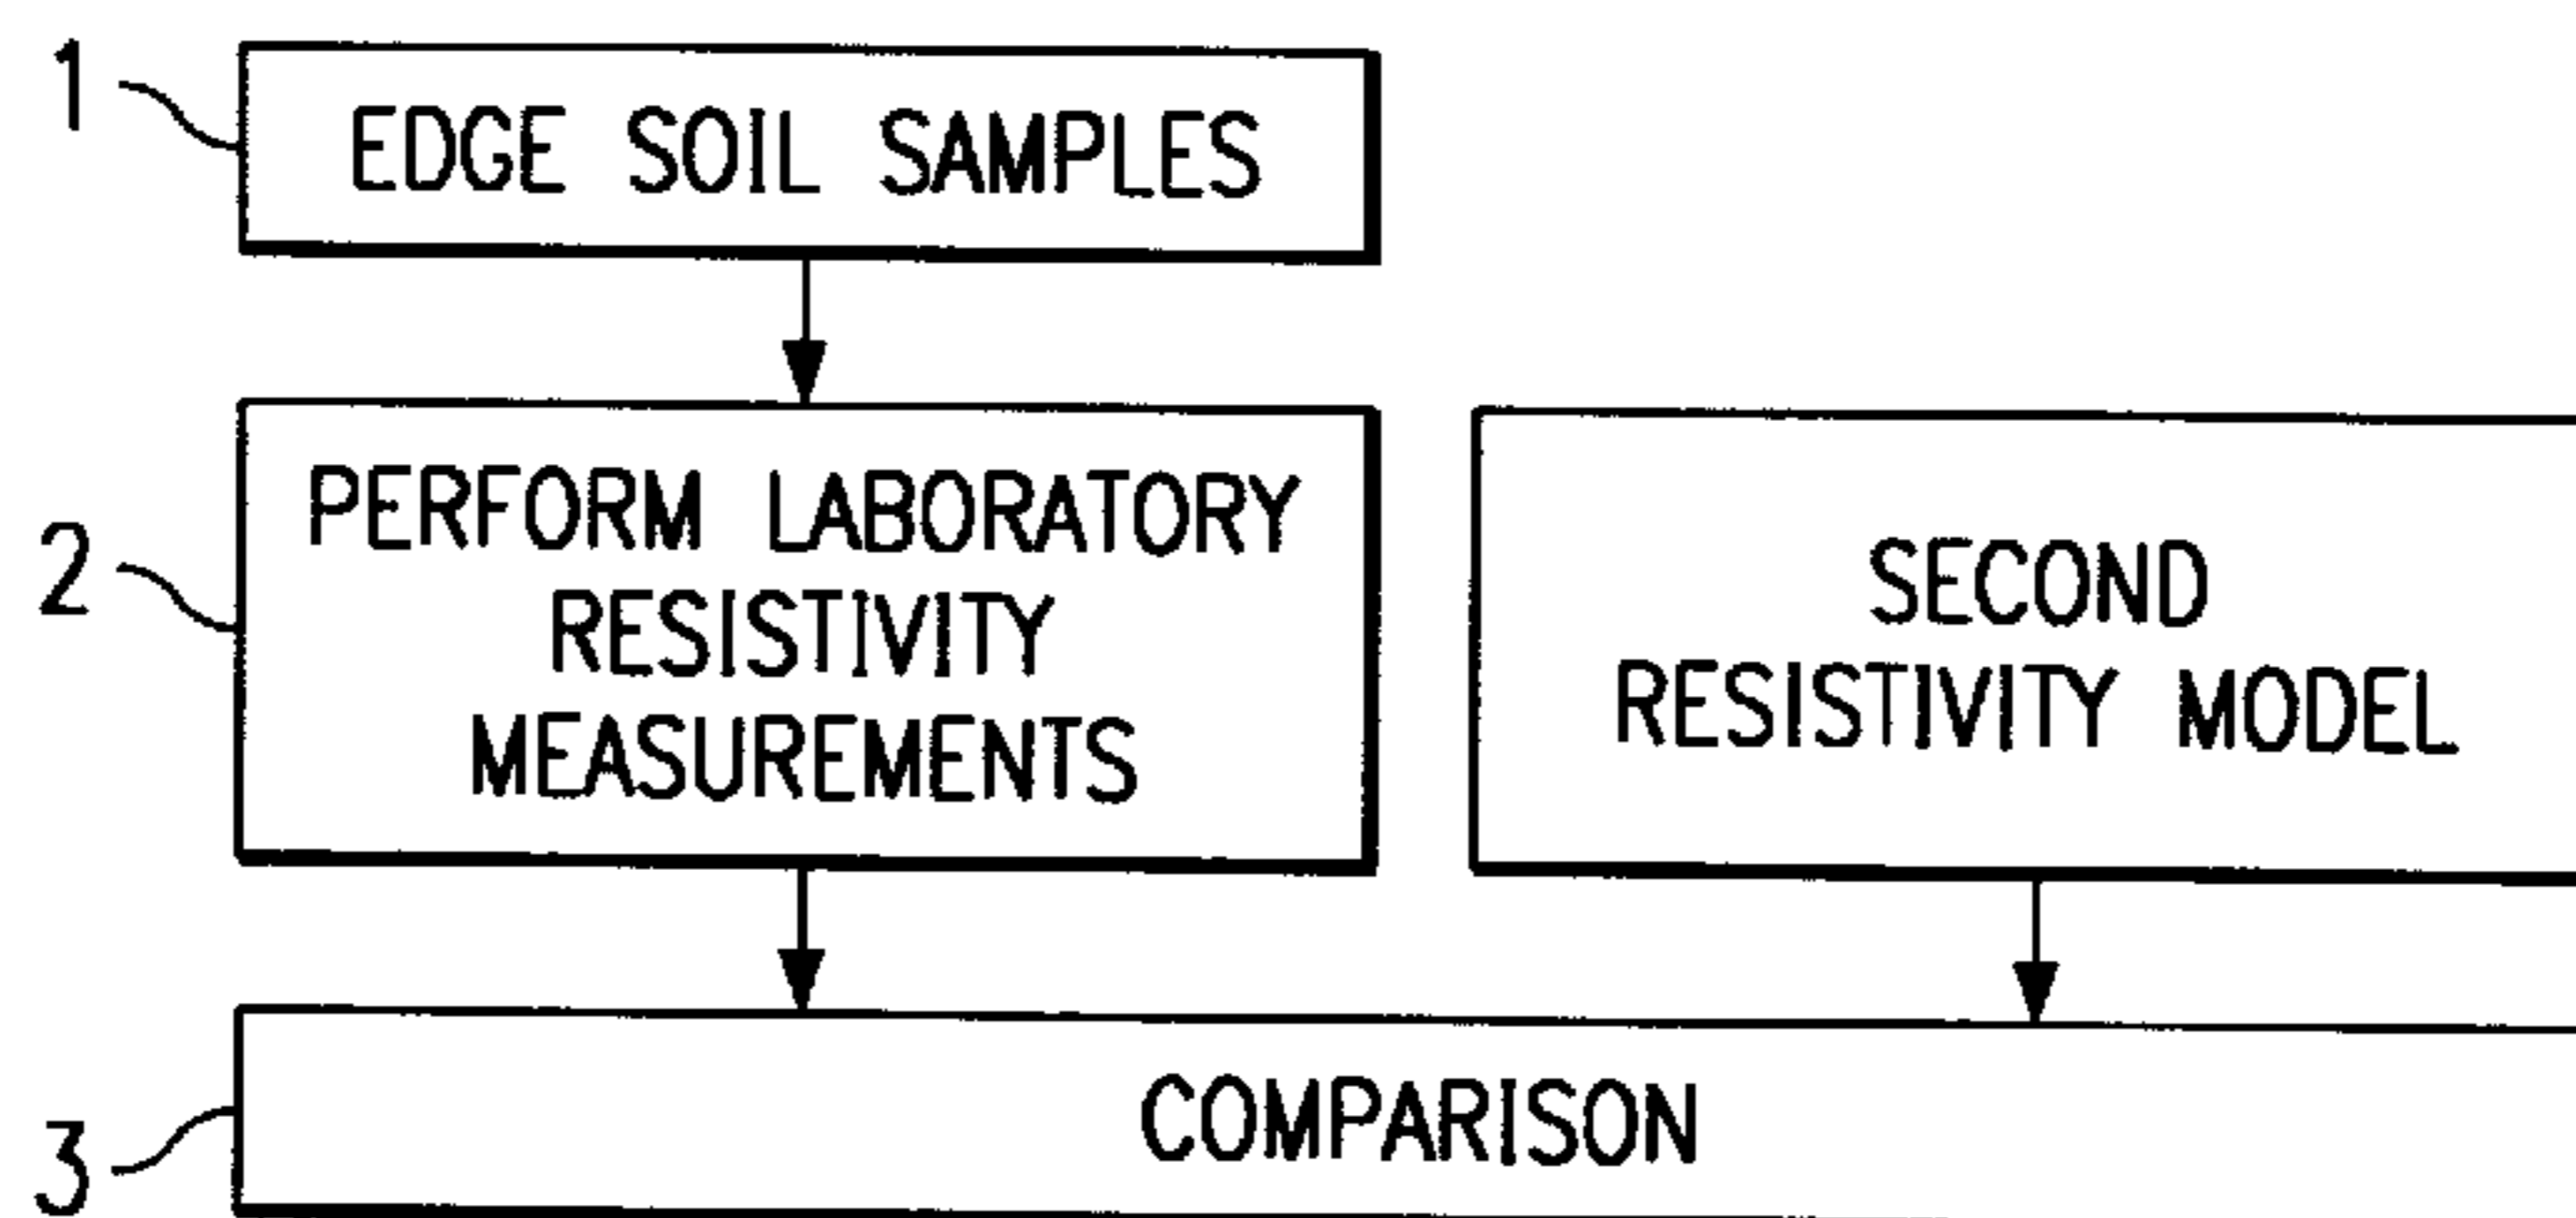 1
EDGE SOIL SAMPLES
2
PERFORM LABORATORY
RESISTIVITY
MEASUREMENTS
SECOND
RESISTIVITY MODEL
3
COMPARISON